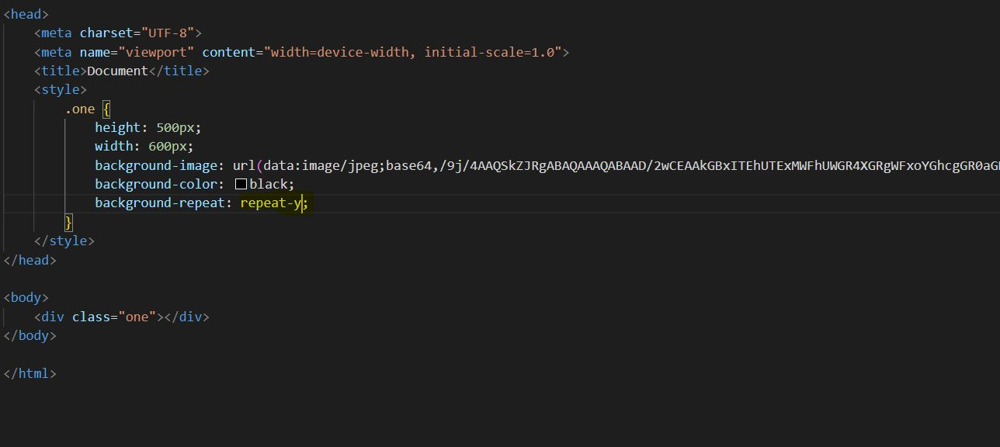 <head>
<meta charset="UTF-8">
<meta name="viewport" content="width=device-width, initial-scale=1.0">
<title>Document</title>
<style>
.one {
height: 500px;
width: 600px;
background-image: url(data:image/jpeg;base64,/9j/4AAQSkZJRgABAQAAAQABAAD/2wCEAAkGBxITEhUTExMWFhUWGR4XGRgWFxoYGhcgGR0aG
background-color: black;
background-repeat: repeat-y;
}
</style>
</head>
<body>
<div class="one"></div>
</body>
</html>